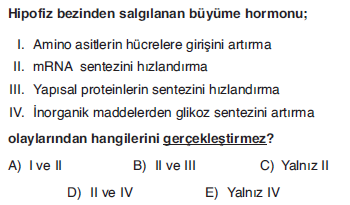 Hipofiz bezinden salgılanan büyüme hormonu;
I. Amino asitlerin hücrelere girişini artırma
II. mRNA sentezini hızlandırma
III. Yapısal proteinlerin sentezini hızlandırma
IV. İnorganik maddelerden glikoz sentezini artırma
olaylarından hangilerini gerçekleştirmez?
A) I ve II B) II ve III C) Yalnız II
D) II ve IV E) Yalnız IV